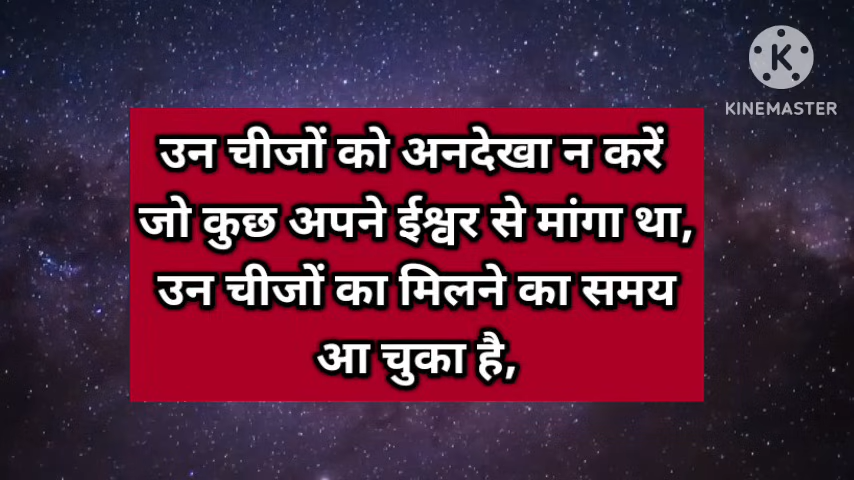 उन चीजों को अनदेखा न करें
जो कुछ अपने ईश्वर से मांगा था,
उन चीजों का मिलने का समय
आ चुका है,
K
KINEMASTER